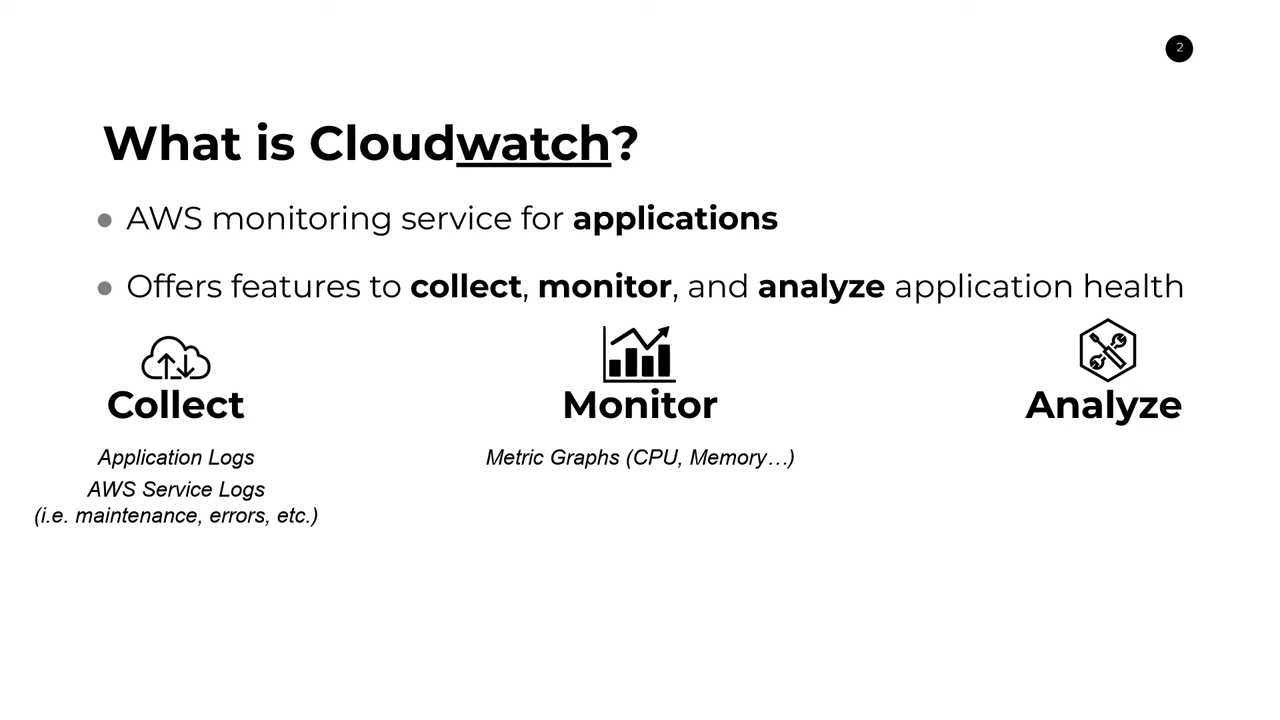 2
What is Cloudwatch?
● AWS monitoring service for applications
● Offers features to collect, monitor, and analyze application health
Collect
Application Logs
AWS Service Logs
(i.e. maintenance, errors, etc.)
Monitor
Metric Graphs (CPU, Memory…)
Analyze